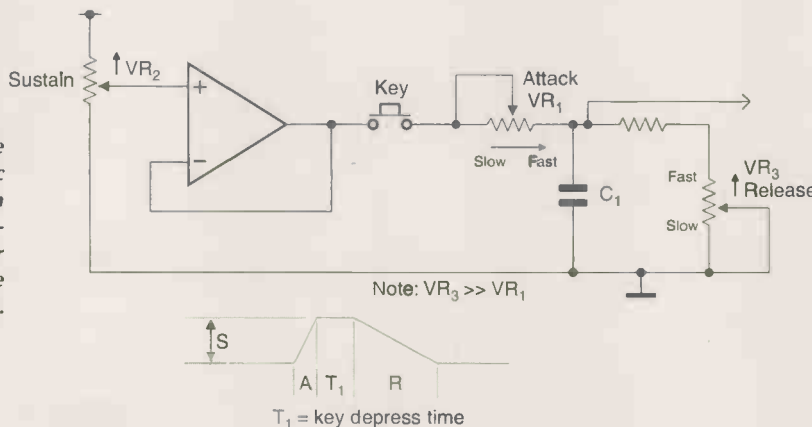 Sustain
VR2
+
−
Key
Attack
VR1
Slow Fast
C1
Fast
Slow
VR3
Release
Note: VR3 >> VR1
S
A T1 R
T1 = key depress time